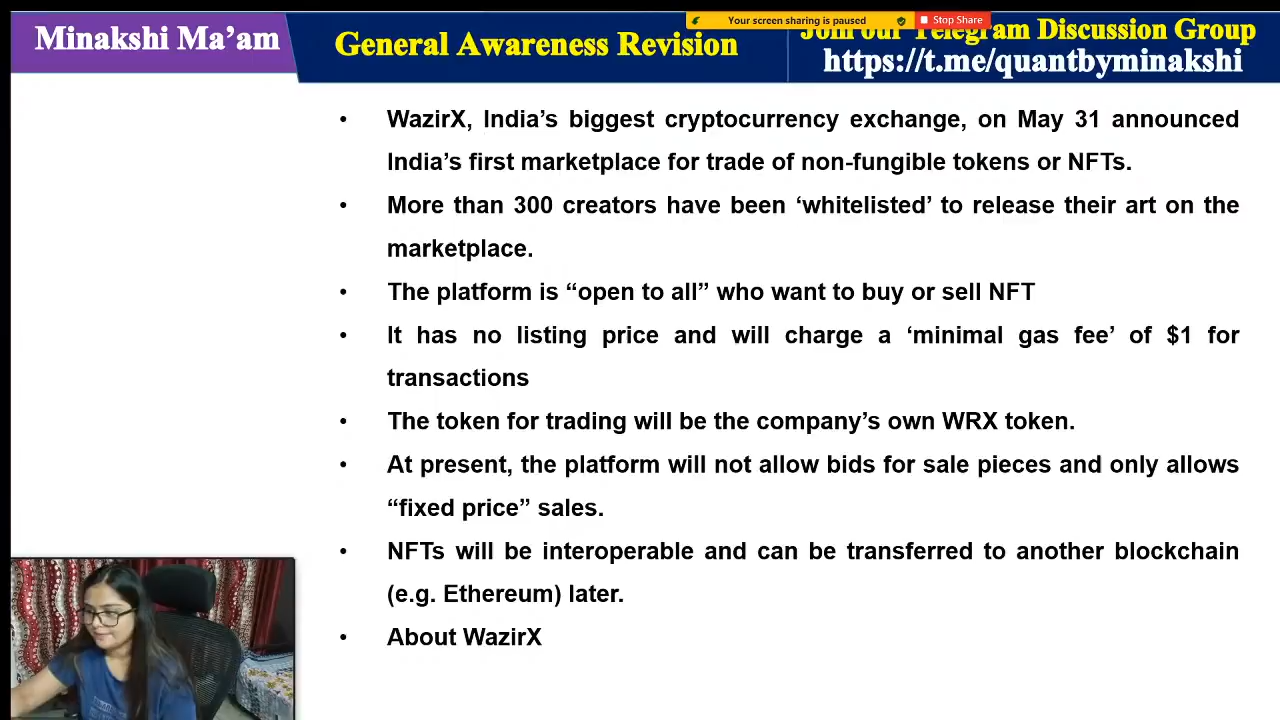 Your screen sharing is paused
Stop Share
Minakshi Ma’am
General Awareness Revision
Join our Telegram Discussion Group
https://t.me/quantbyminakshi
• WazirX, India’s biggest cryptocurrency exchange, on May 31 announced
India’s first marketplace for trade of non-fungible tokens or NFTs.
• More than 300 creators have been ‘whitelisted’ to release their art on the
marketplace.
• The platform is “open to all” who want to buy or sell NFT
• It has no listing price and will charge a ‘minimal gas fee’ of $1 for
transactions
• The token for trading will be the company’s own WRX token.
• At present, the platform will not allow bids for sale pieces and only allows
“fixed price” sales.
• NFTs will be interoperable and can be transferred to another blockchain
(e.g. Ethereum) later.
• About WazirX